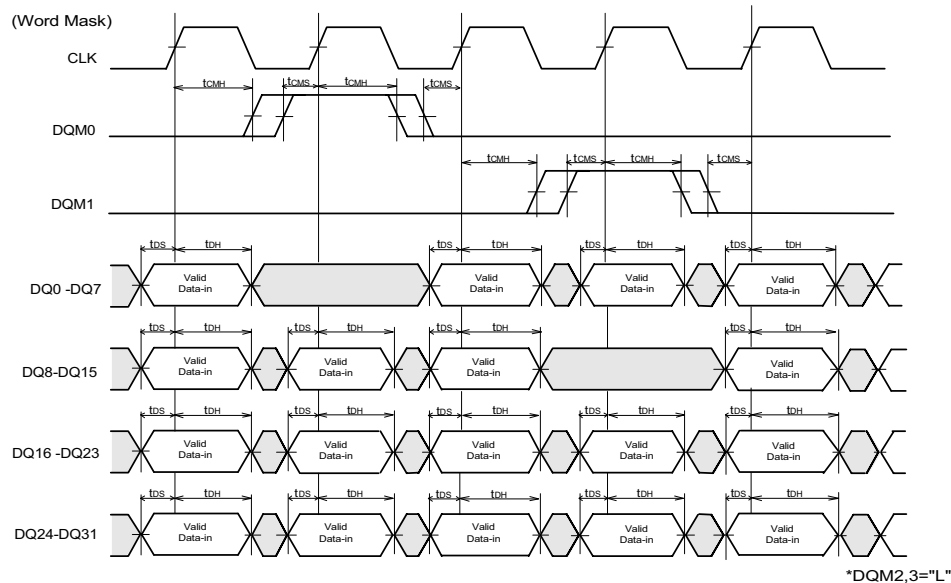 (Word Mask)
CLK
tCMH tCMS tCMH tCMS
DQM0
tCMH tCMS tCMH tCMS
DQM1
tDS tDH tDS tDH tDS tDH tDS tDH
DQ0 -DQ7
Valid Data-in Valid Data-in Valid Data-in Valid Data-in
tDS tDH tDS tDH tDS tDH tDS tDH
DQ8-DQ15
Valid Data-in Valid Data-in Valid Data-in Valid Data-in
tDS tDH tDS tDH tDS tDH tDS tDH tDS tDH
DQ16 -DQ23
Valid Data-in Valid Data-in Valid Data-in Valid Data-in Valid Data-in
tDS tDH tDS tDH tDS tDH tDS tDH tDS tDH
DQ24-DQ31
Valid Data-in Valid Data-in Valid Data-in Valid Data-in Valid Data-in
*DQM2,3="L"